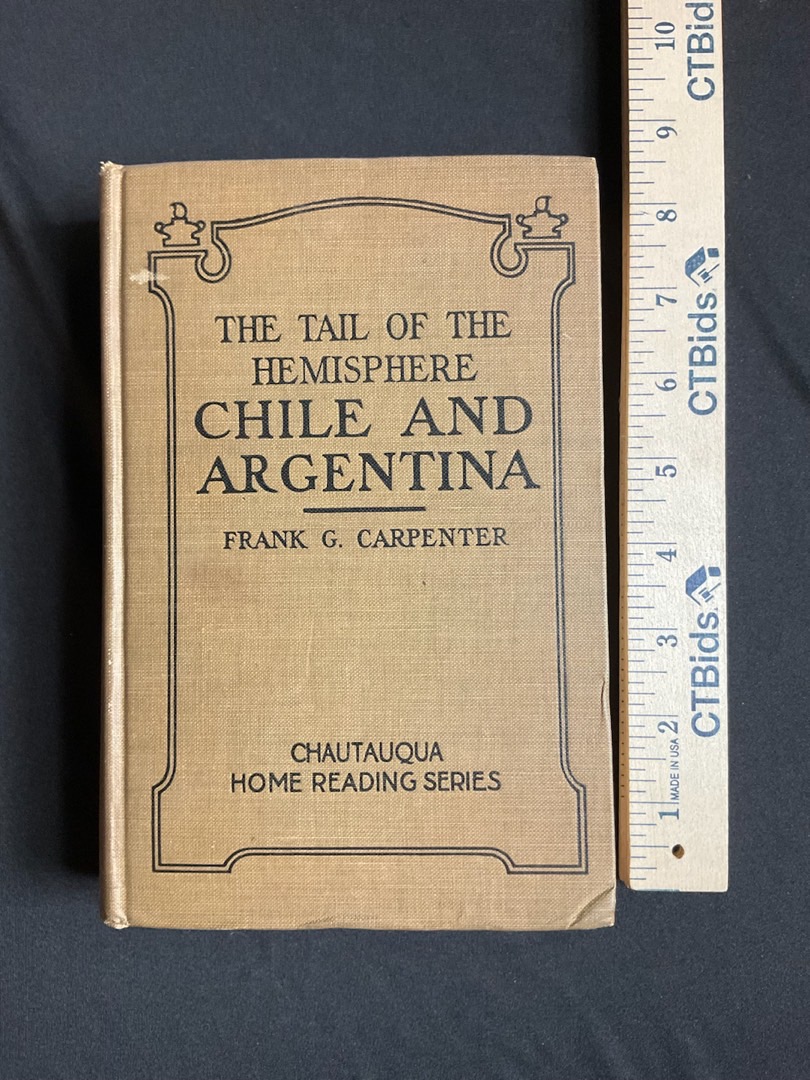 THE TAIL OF THE
HEMISPHERE
CHILE AND
ARGENTINA
FRANK G. CARPENTER
CHAUTAUQUA
HOME READING SERIES
CTBid
CTBids
CTBids
MADE IN USA
10
9
8
7
6
5
4
3
2
1